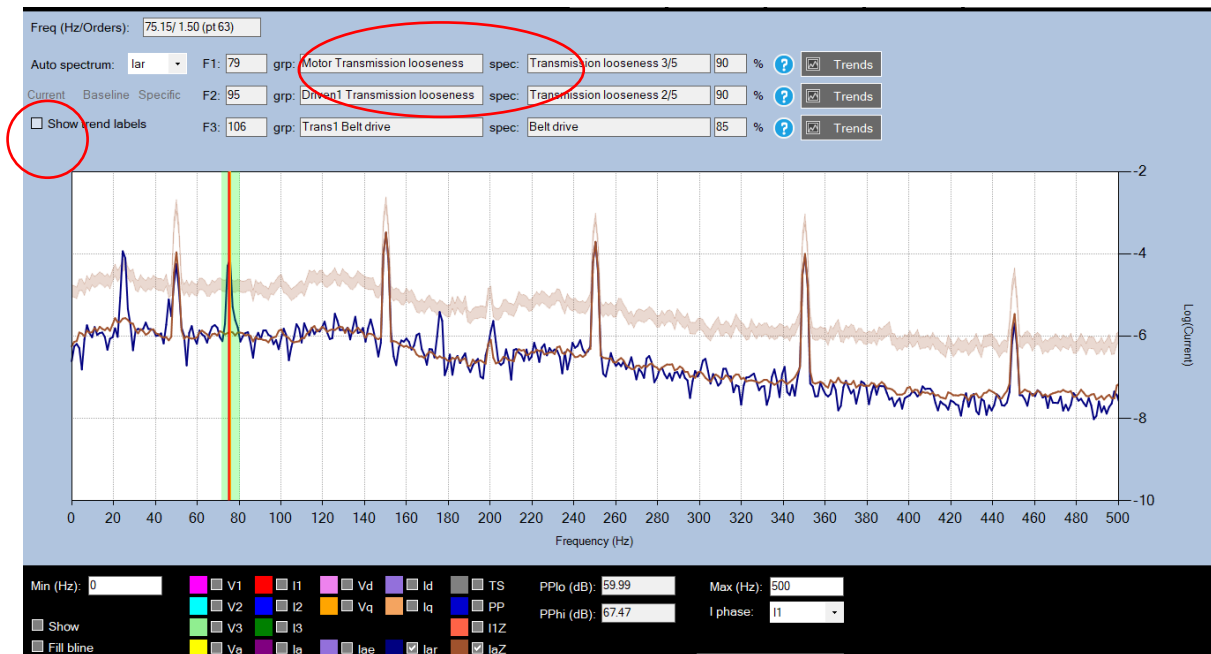 Freq (Hz/Orders): 75.15/ 1.50 (pt 63)
Auto spectrum: Iar F1: 79 grp: Motor Transmission looseness spec: Transmission looseness 3/5 90 % ? Trends
Current Baseline Specific F2: 95 grp: Driven1 Transmission looseness spec: Transmission looseness 2/5 90 % ? Trends
Show trend labels F3: 106 grp: Trans1 Belt drive spec: Belt drive 85 % ? Trends
-2
-4
-6
-8
-10
Log(Current)
0 20 40 60 80 100 120 140 160 180 200 220 240 260 280 300 320 340 360 380 400 420 440 460 480 500
Frequency (Hz)
Min (Hz): 0 V1 I1 Vd Id TS PPlo (dB): 59.99 Max (Hz): 500
V2 I2 Vq Iq PP PPhi (dB): 67.47 I phase: I1
Show V3 I3 I1Z
Fill bline Va Ia Iae Iar IaZ